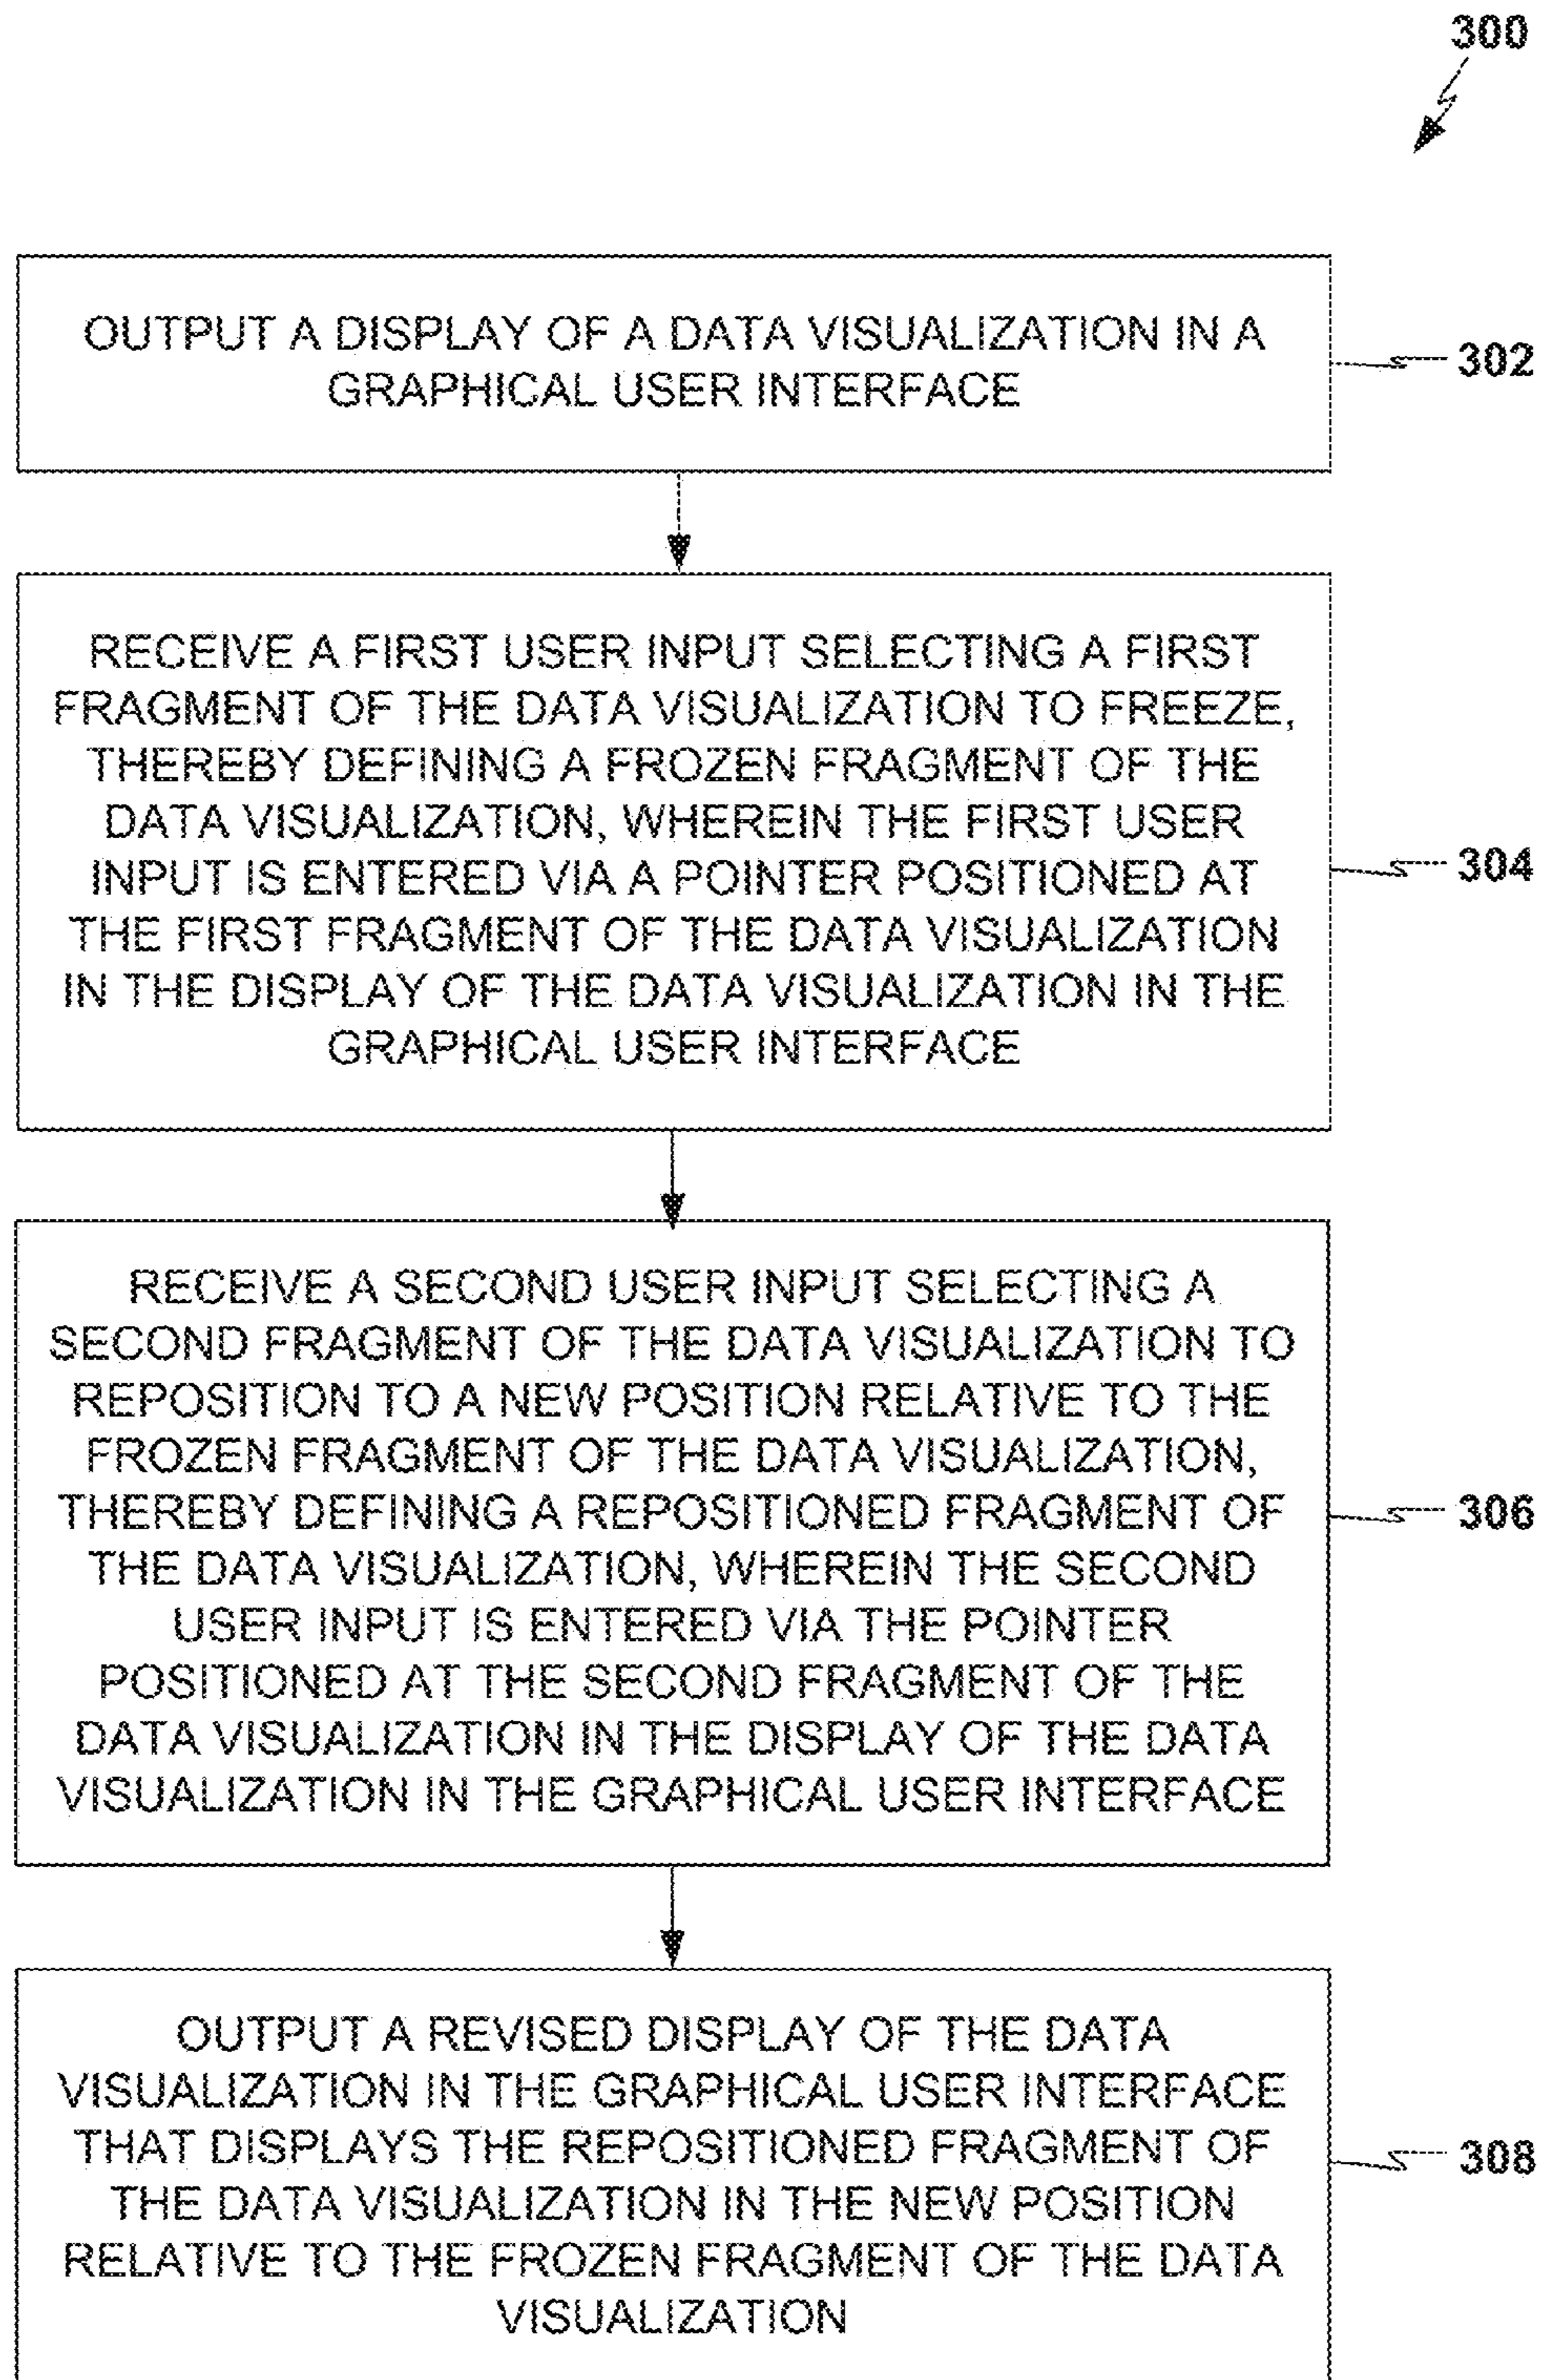 300
OUTPUT A DISPLAY OF A DATA VISUALIZATION IN A
GRAPHICAL USER INTERFACE
302
RECEIVE A FIRST USER INPUT SELECTING A FIRST
FRAGMENT OF THE DATA VISUALIZATION TO FREEZE,
THEREBY DEFINING A FROZEN FRAGMENT OF THE
DATA VISUALIZATION, WHEREIN THE FIRST USER
INPUT IS ENTERED VIA A POINTER POSITIONED AT
THE FIRST FRAGMENT OF THE DATA VISUALIZATION
IN THE DISPLAY OF THE DATA VISUALIZATION IN THE
GRAPHICAL USER INTERFACE
304
RECEIVE A SECOND USER INPUT SELECTING A
SECOND FRAGMENT OF THE DATA VISUALIZATION TO
REPOSITION TO A NEW POSITION RELATIVE TO THE
FROZEN FRAGMENT OF THE DATA VISUALIZATION,
THEREBY DEFINING A REPOSITIONED FRAGMENT OF
THE DATA VISUALIZATION, WHEREIN THE SECOND
USER INPUT IS ENTERED VIA THE POINTER
POSITIONED AT THE SECOND FRAGMENT OF THE
DATA VISUALIZATION IN THE DISPLAY OF THE DATA
VISUALIZATION IN THE GRAPHICAL USER INTERFACE
306
OUTPUT A REVISED DISPLAY OF THE DATA
VISUALIZATION IN THE GRAPHICAL USER INTERFACE
THAT DISPLAYS THE REPOSITIONED FRAGMENT OF
THE DATA VISUALIZATION IN THE NEW POSITION
RELATIVE TO THE FROZEN FRAGMENT OF THE DATA
VISUALIZATION
308